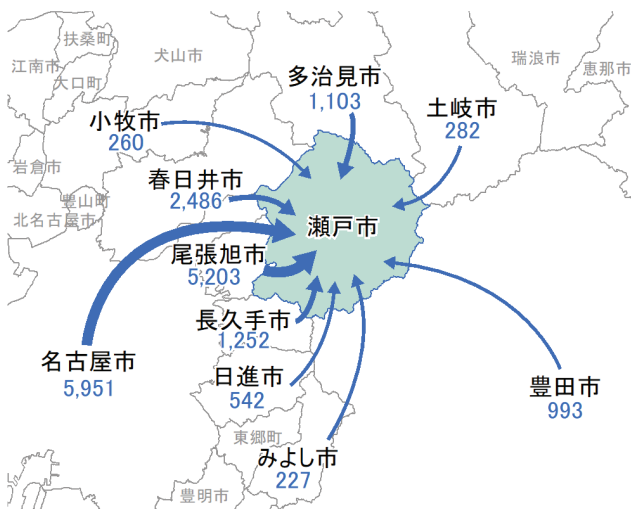 扶桑町
犬山市
瑞浪市
江南市
恵那市
大口町
多治見市
1,103
小牧市
260
土岐市
282
岩倉市
春日井市
2,486
豊山町
北名古屋市
瀬戸市
尾張旭市
5,203
長久手市
1,252
名古屋市
5,951
日進市
542
豊田市
993
東郷町
みよし市
227
豊明市